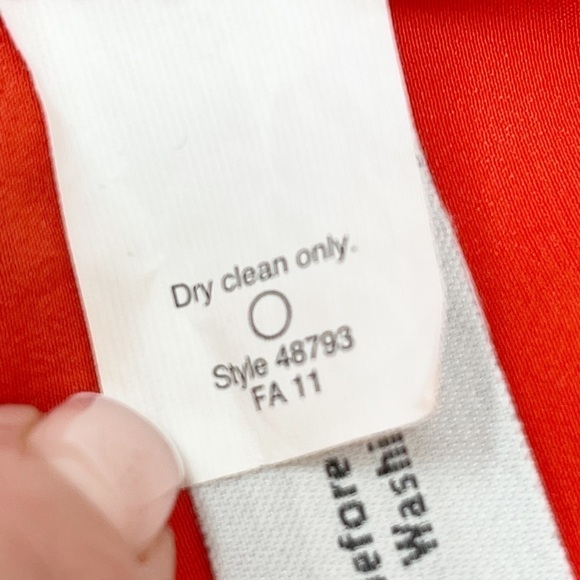 Dry clean only.
Style 48793
FA 11
efore
Washi